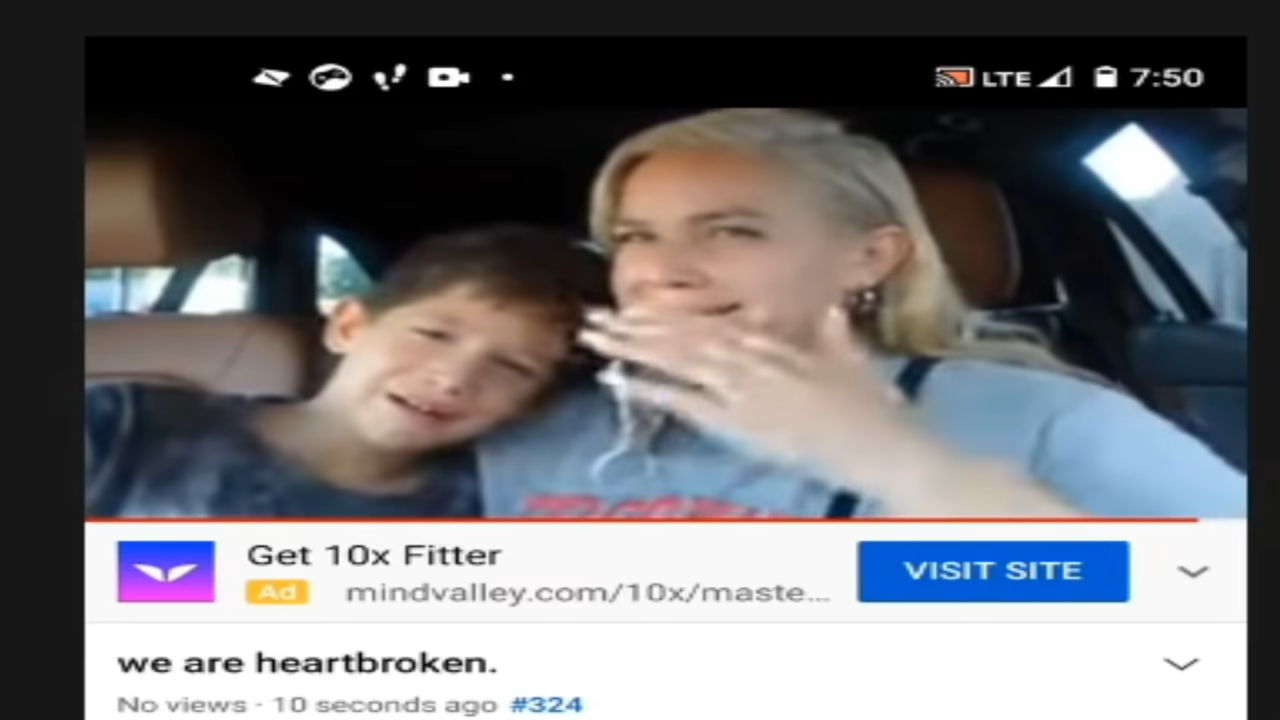 LTE 7:50
Get 10x Fitter
Ad mindvalley.com/10x/maste...
VISIT SITE
we are heartbroken.
No views · 10 seconds ago #324